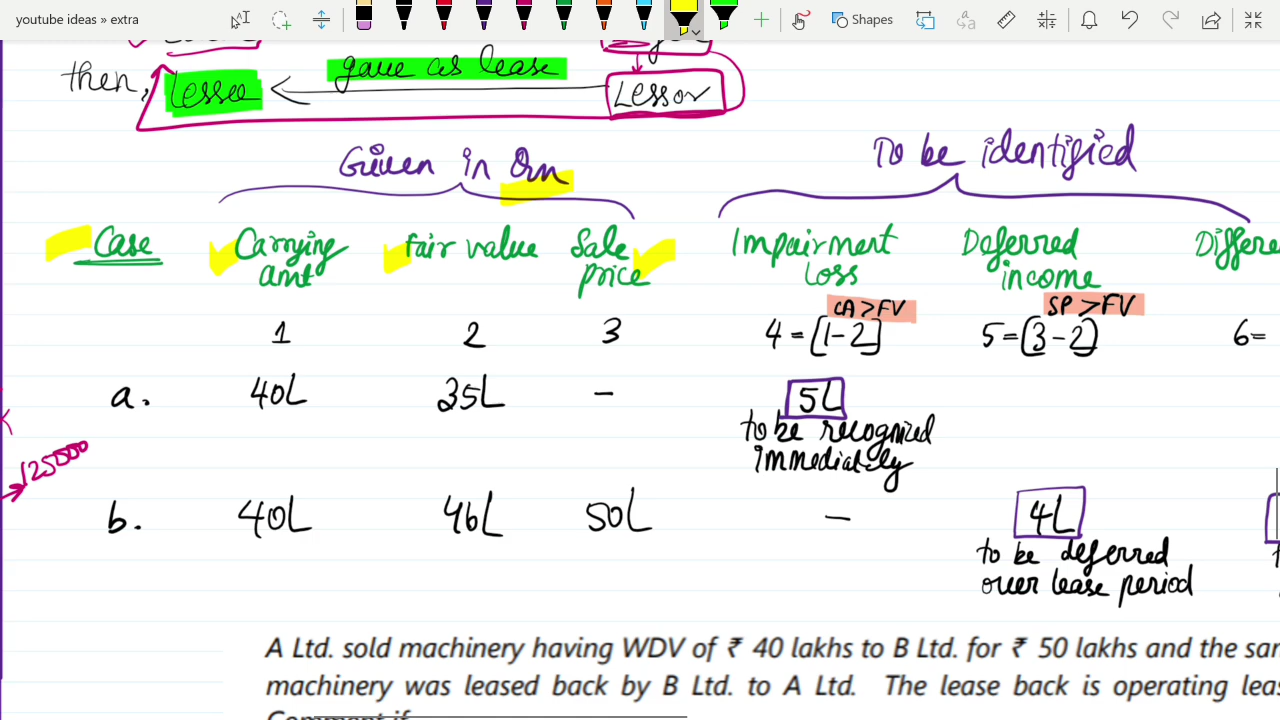 youtube ideas » extra
Shapes
then, lessee gave as lease Lessor
Given in Qn To be identified
Case Carrying amt fair value Sale price Impairment Loss Deferred income Differe
CA > FV SP > FV
1 2 3 4 = [1-2] 5 = [3-2] 6=
a. 40L 35L - 5L
to be recognized
immediately
125000
b. 40L 46L 50L - 4L
to be deferred
over lease period
A Ltd. sold machinery having WDV of ₹ 40 lakhs to B Ltd. for ₹ 50 lakhs and the sa
machinery was leased back by B Ltd. to A Ltd. The lease back is operating leas
Comment if